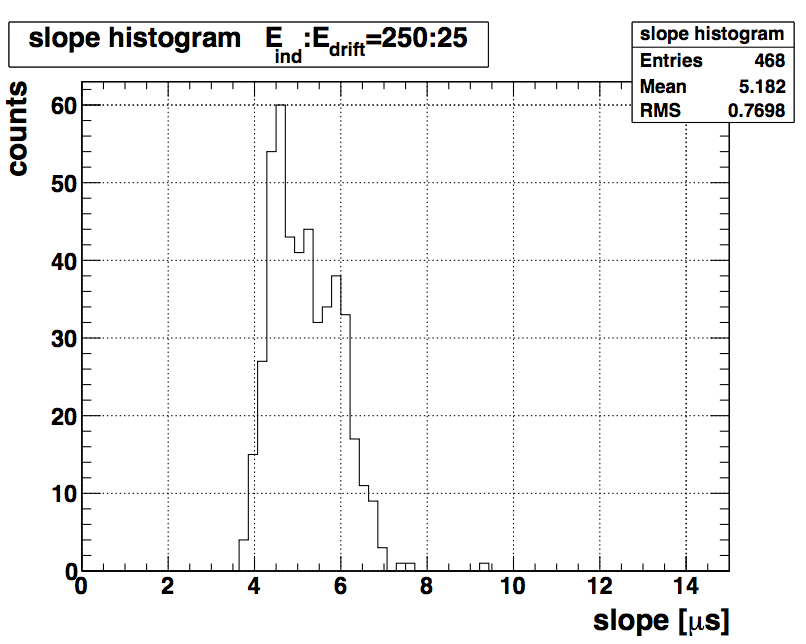 slope histogram E_ind:E_drift=250:25
slope histogram
Entries 468
Mean 5.182
RMS 0.7698
counts
60
50
40
30
20
10
0
0 2 4 6 8 10 12 14
slope [μs]